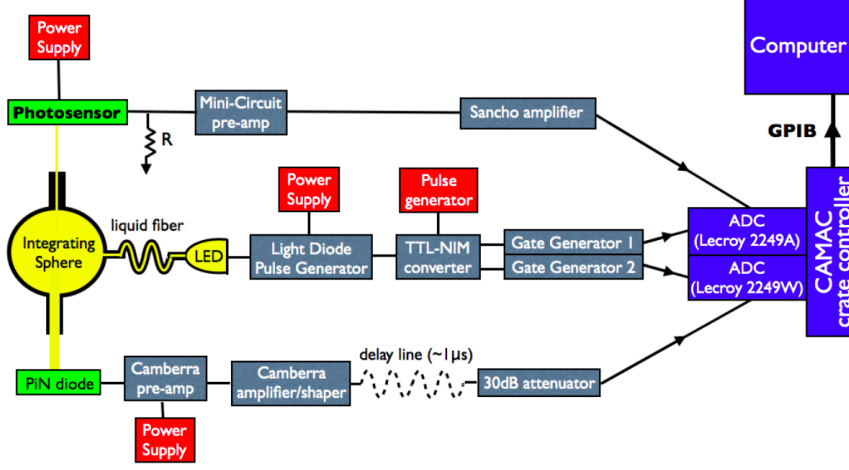 Power
Supply
Computer
Photosensor
Mini-Circuit
pre-amp
Sancho amplifier
R
GPIB
Power
Supply
Pulse
generator
liquid fiber
Integrating
Sphere
LED
Light Diode
Pulse Generator
TTL-NIM
converter
Gate Generator 1
Gate Generator 2
ADC
(Lecroy 2249A)
ADC
(Lecroy 2249W)
CAMAC
crate controller
PiN diode
Camberra
pre-amp
Camberra
amplifier/shaper
delay line (~1μs)
30dB attenuator
Power
Supply